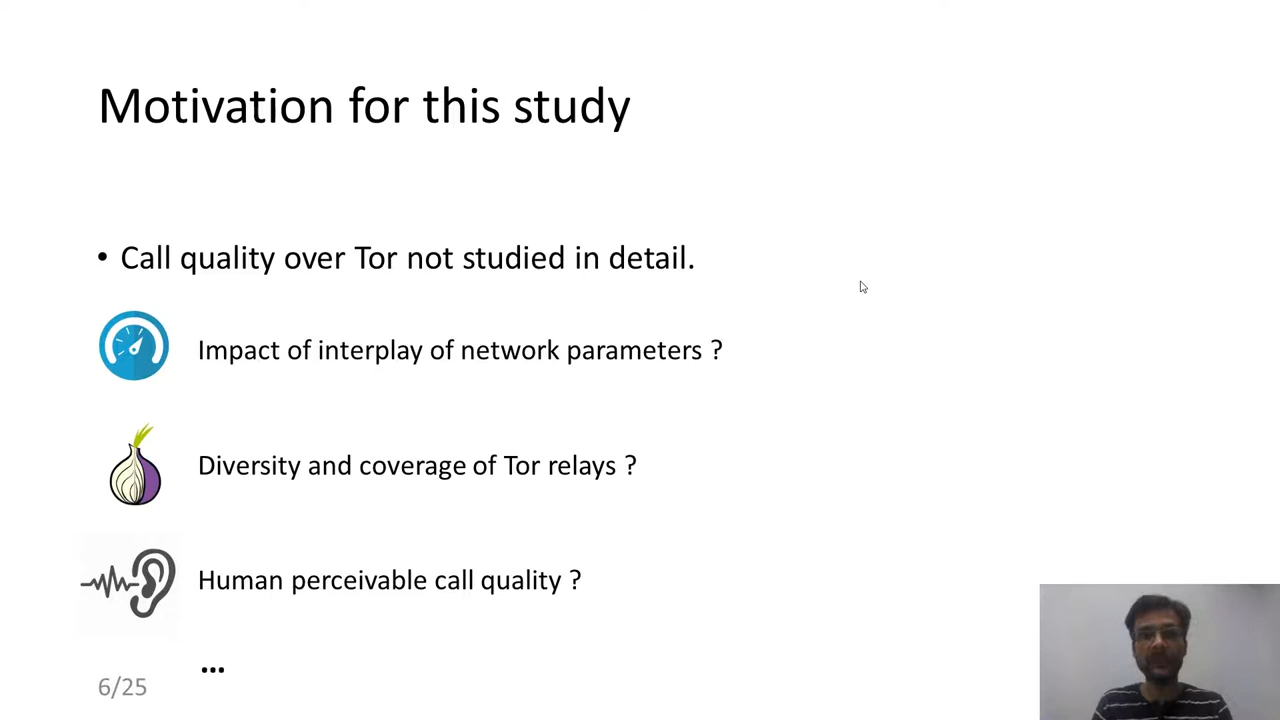 Motivation for this study
• Call quality over Tor not studied in detail.
Impact of interplay of network parameters ?
Diversity and coverage of Tor relays ?
Human perceivable call quality ?
...
6/25